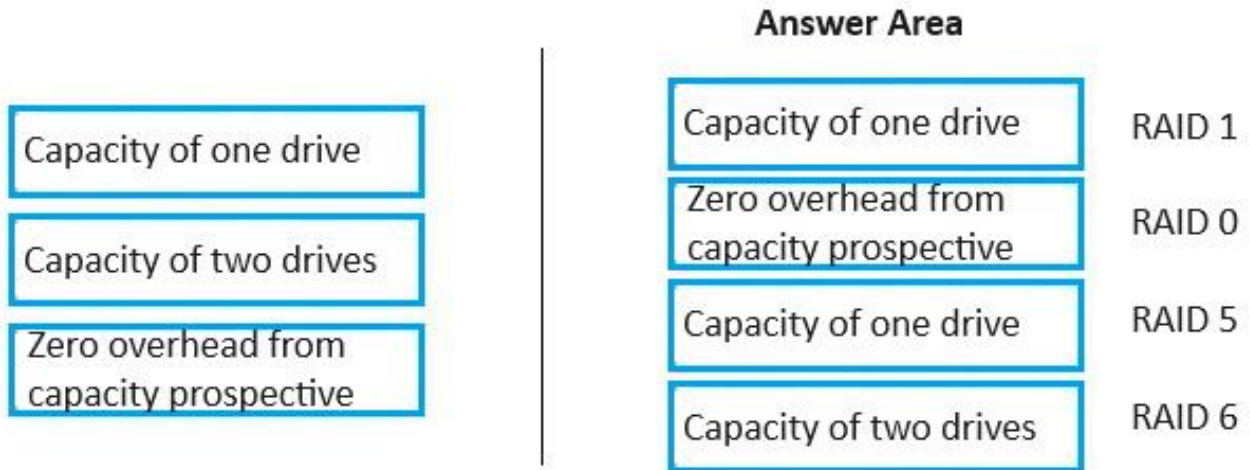 Answer Area
Capacity of one drive
Capacity of two drives
Zero overhead from
capacity prospective
Capacity of one drive
RAID 1
Zero overhead from
capacity prospective
RAID 0
Capacity of one drive
RAID 5
Capacity of two drives
RAID 6